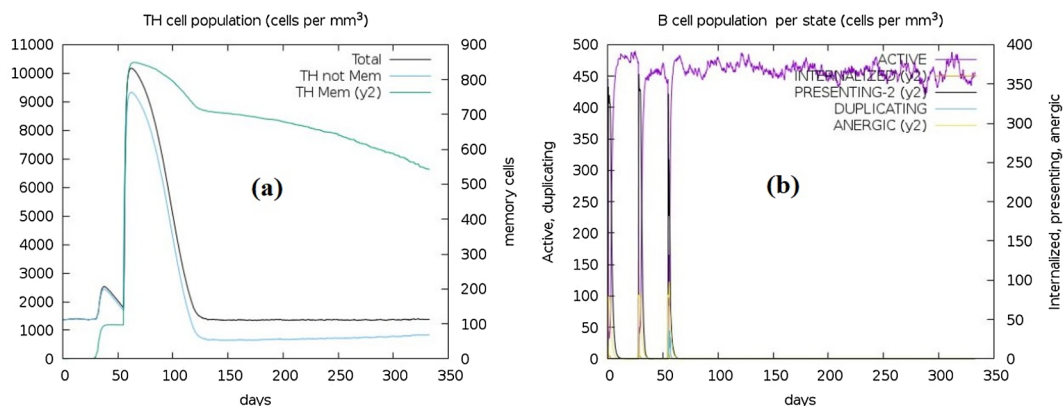 TH cell population (cells per mm³)
11000
10000
9000
8000
7000
6000
5000
4000
3000
2000
1000
0
900
800
700
600
500
400
300
200
100
0
memory cells
Total
TH not Mem
TH Mem (y2)
(a)
0 50 100 150 200 250 300 350
days
B cell population per state (cells per mm³)
Active, duplicating
500
450
400
350
300
250
200
150
100
50
0
400
350
300
250
200
150
100
50
0
Internalized, presenting, anergic
ACTIVE
INTERNALIZED (y2)
PRESENTING-2 (y2)
DUPLICATING
ANERGIC (y2)
(b)
0 50 100 150 200 250 300 350
days